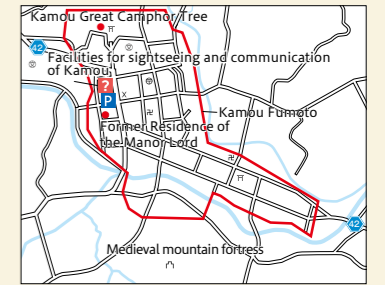 Kamou Great Camphor Tree
42
Facilities for sightseeing and communication
of Kamou
?
P
Kamou Fumoto
Former Residence of
the Manor Lord
42
Medieval mountain fortress